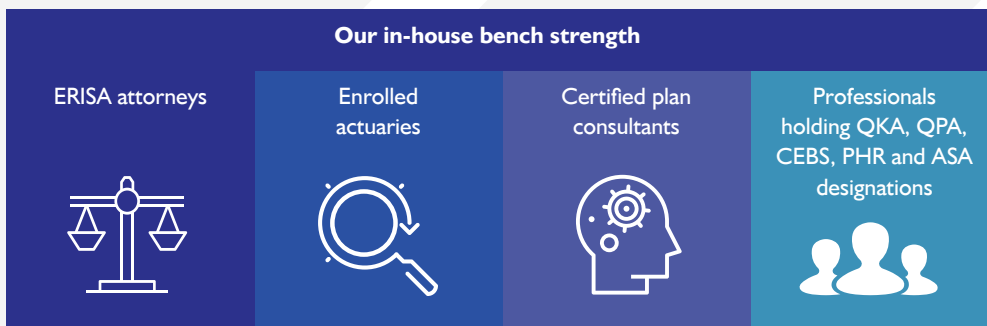 Our in-house bench strength
ERISA attorneys
Enrolled
actuaries
Certified plan
consultants
Professionals
holding QKA, QPA,
CEBS, PHR and ASA
designations